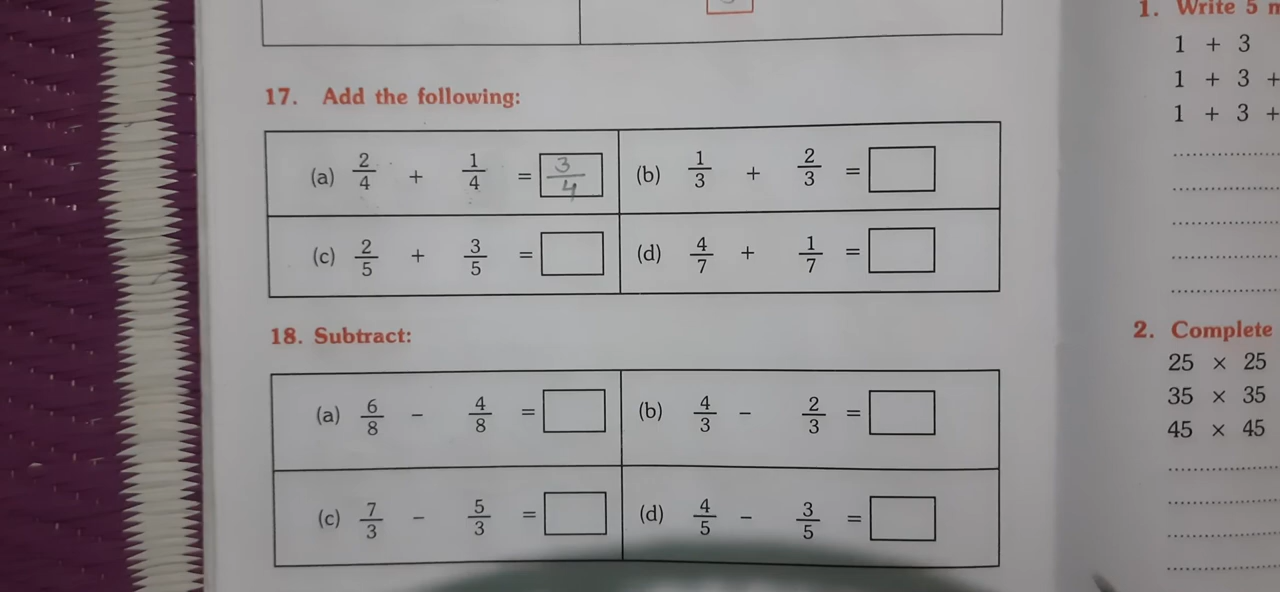 17. Add the following:
(a) 2/4 + 1/4 = 3/4
(b) 1/3 + 2/3 =
(c) 2/5 + 3/5 =
(d) 4/7 + 1/7 =
18. Subtract:
(a) 6/8 - 4/8 =
(b) 4/3 - 2/3 =
(c) 7/3 - 5/3 =
(d) 4/5 - 3/5 =
1. Write 5
1 + 3
1 + 3 +
1 + 3 +
2. Complete
25 × 25
35 × 35
45 × 45